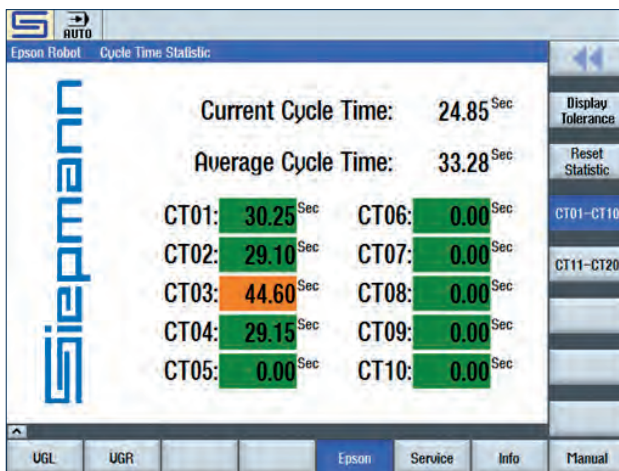 S AUTO
Epson Robot Cycle Time Statistic
Siepmann
Current Cycle Time: 24.85 Sec
Display
Tolerance
Average Cycle Time: 33.28 Sec
Reset
Statistic
CT01: 30.25 Sec CT06: 0.00 Sec
CT01-CT10
CT02: 29.10 Sec CT07: 0.00 Sec
CT11-CT20
CT03: 44.60 Sec CT08: 0.00 Sec
CT04: 29.15 Sec CT09: 0.00 Sec
CT05: 0.00 Sec CT10: 0.00 Sec
UGL UGR Epson Service Info Manual